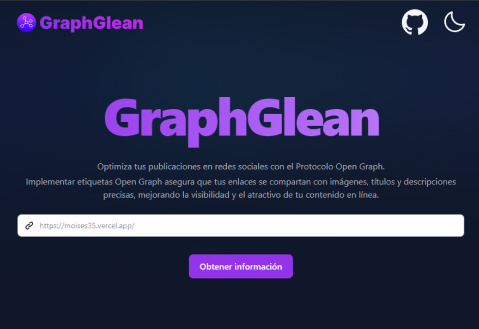 GraphGlean
GraphGlean
Optimiza tus publicaciones en redes sociales con el Protocolo Open Graph.
Implementar etiquetas Open Graph asegura que tus enlaces se compartan con imágenes, títulos y descripciones
precisas, mejorando la visibilidad y el atractivo de tu contenido en línea.
https://moises35.vercel.app/
Obtener información